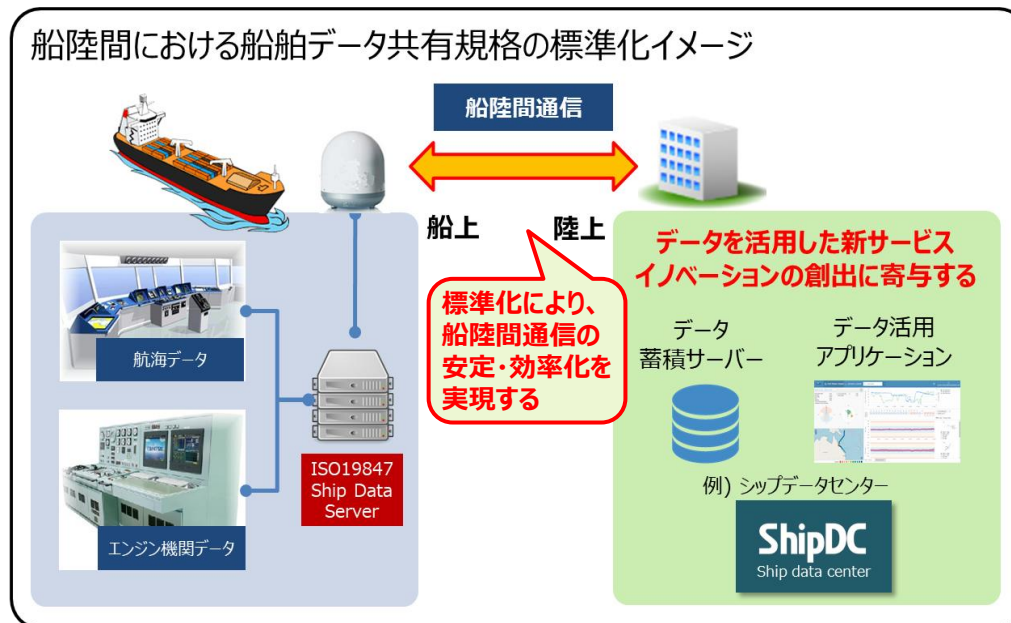 船陸間における船舶データ共有規格の標準化イメージ
船陸間通信
船上
陸上
標準化により、
船陸間通信の
安定・効率化を
実現する
航海データ
エンジン機関データ
ISO19847
Ship Data
Server
データを活用した新サービス
イノベーションの創出に寄与する
データ
蓄積サーバー
データ活用
アプリケーション
例) シップデータセンター
ShipDC
Ship data center